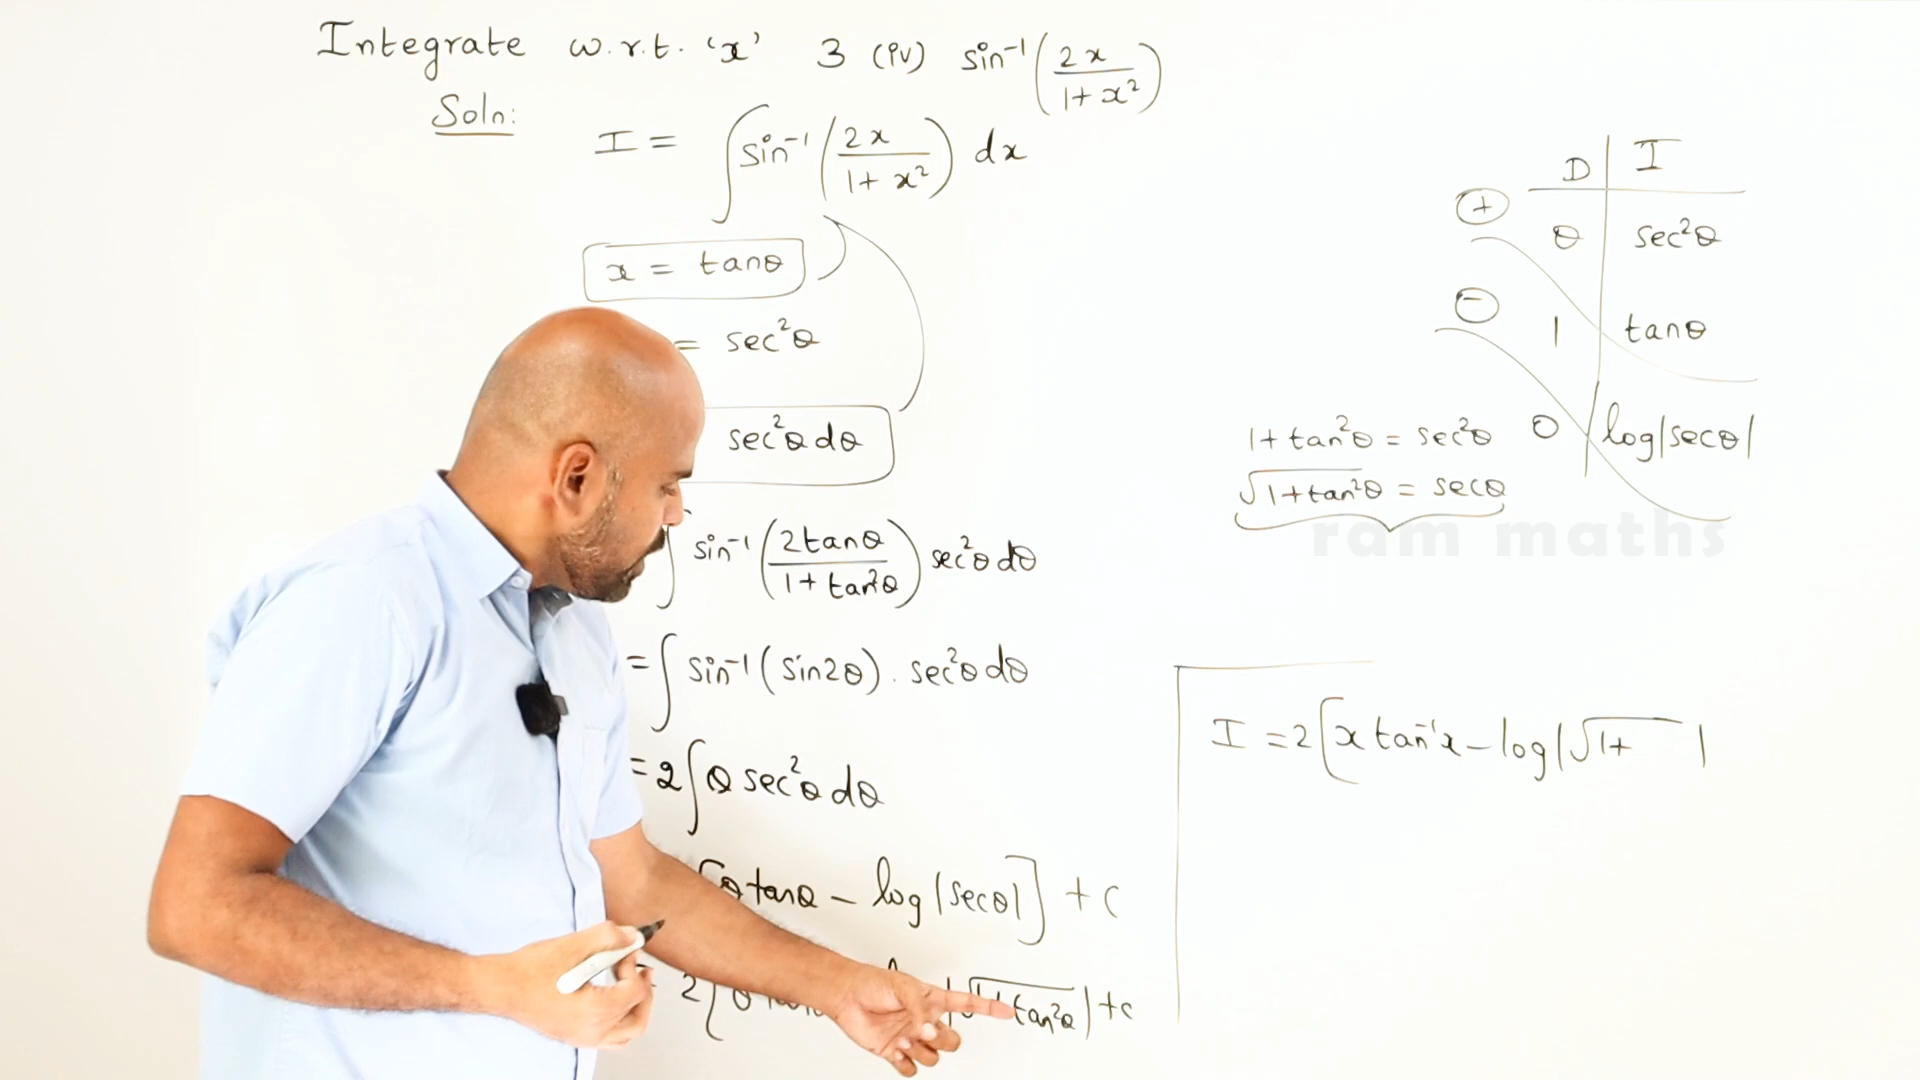 Integrate w.r.t. 'x' 3 (iv) sin⁻¹(2x/(1+x²))
Soln:
I = ∫ sin⁻¹(2x/(1+x²)) dx
x = tanθ
= sec²θ
sec²θ dθ
∫ sin⁻¹(2tanθ/(1+tan²θ)) sec²θ dθ
= ∫ sin⁻¹(sin2θ) . sec²θ dθ
= 2∫ θ sec²θ dθ
[θ tanθ – log|secθ|] + c
= 2[θ |√1+tan²θ| + c
D | I
+ θ | sec²θ
– 1 | tanθ
0 | log|secθ|
1 + tan²θ = sec²θ
√1+tan²θ = secθ
ram maths
I = 2[x tan⁻¹x – log|√1+ |